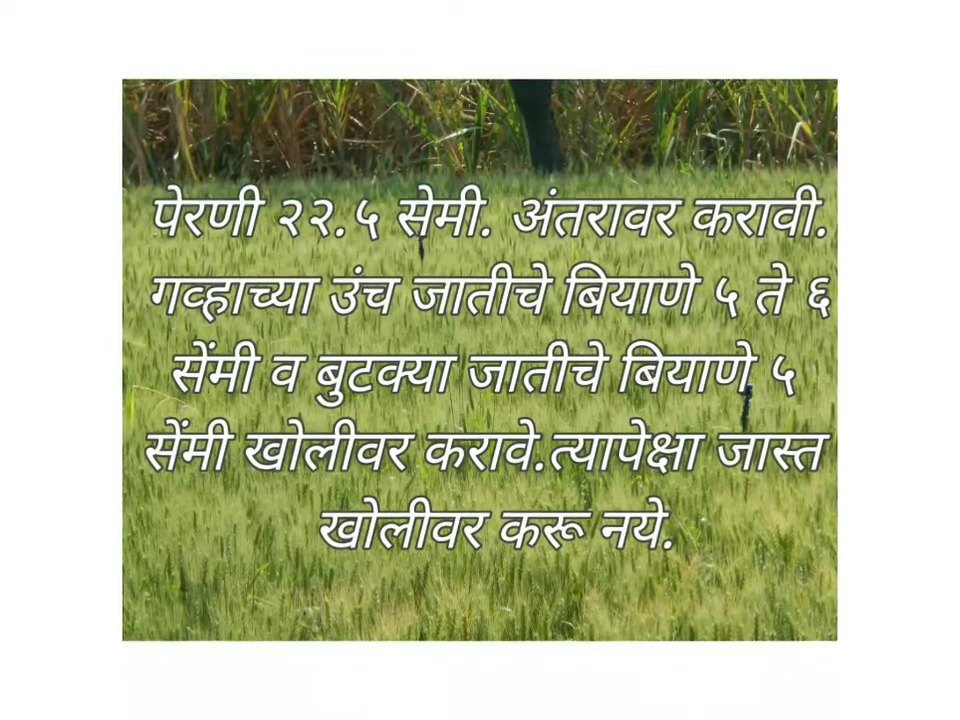 पेरणी २२.५ सेमी. अंतरावर करावी.
गव्हाच्या उंच जातीचे बियाणे ५ ते ६
सेंमी व बुटक्या जातीचे बियाणे ५
सेंमी खोलीवर करावे.त्यापेक्षा जास्त
खोलीवर करू नये.